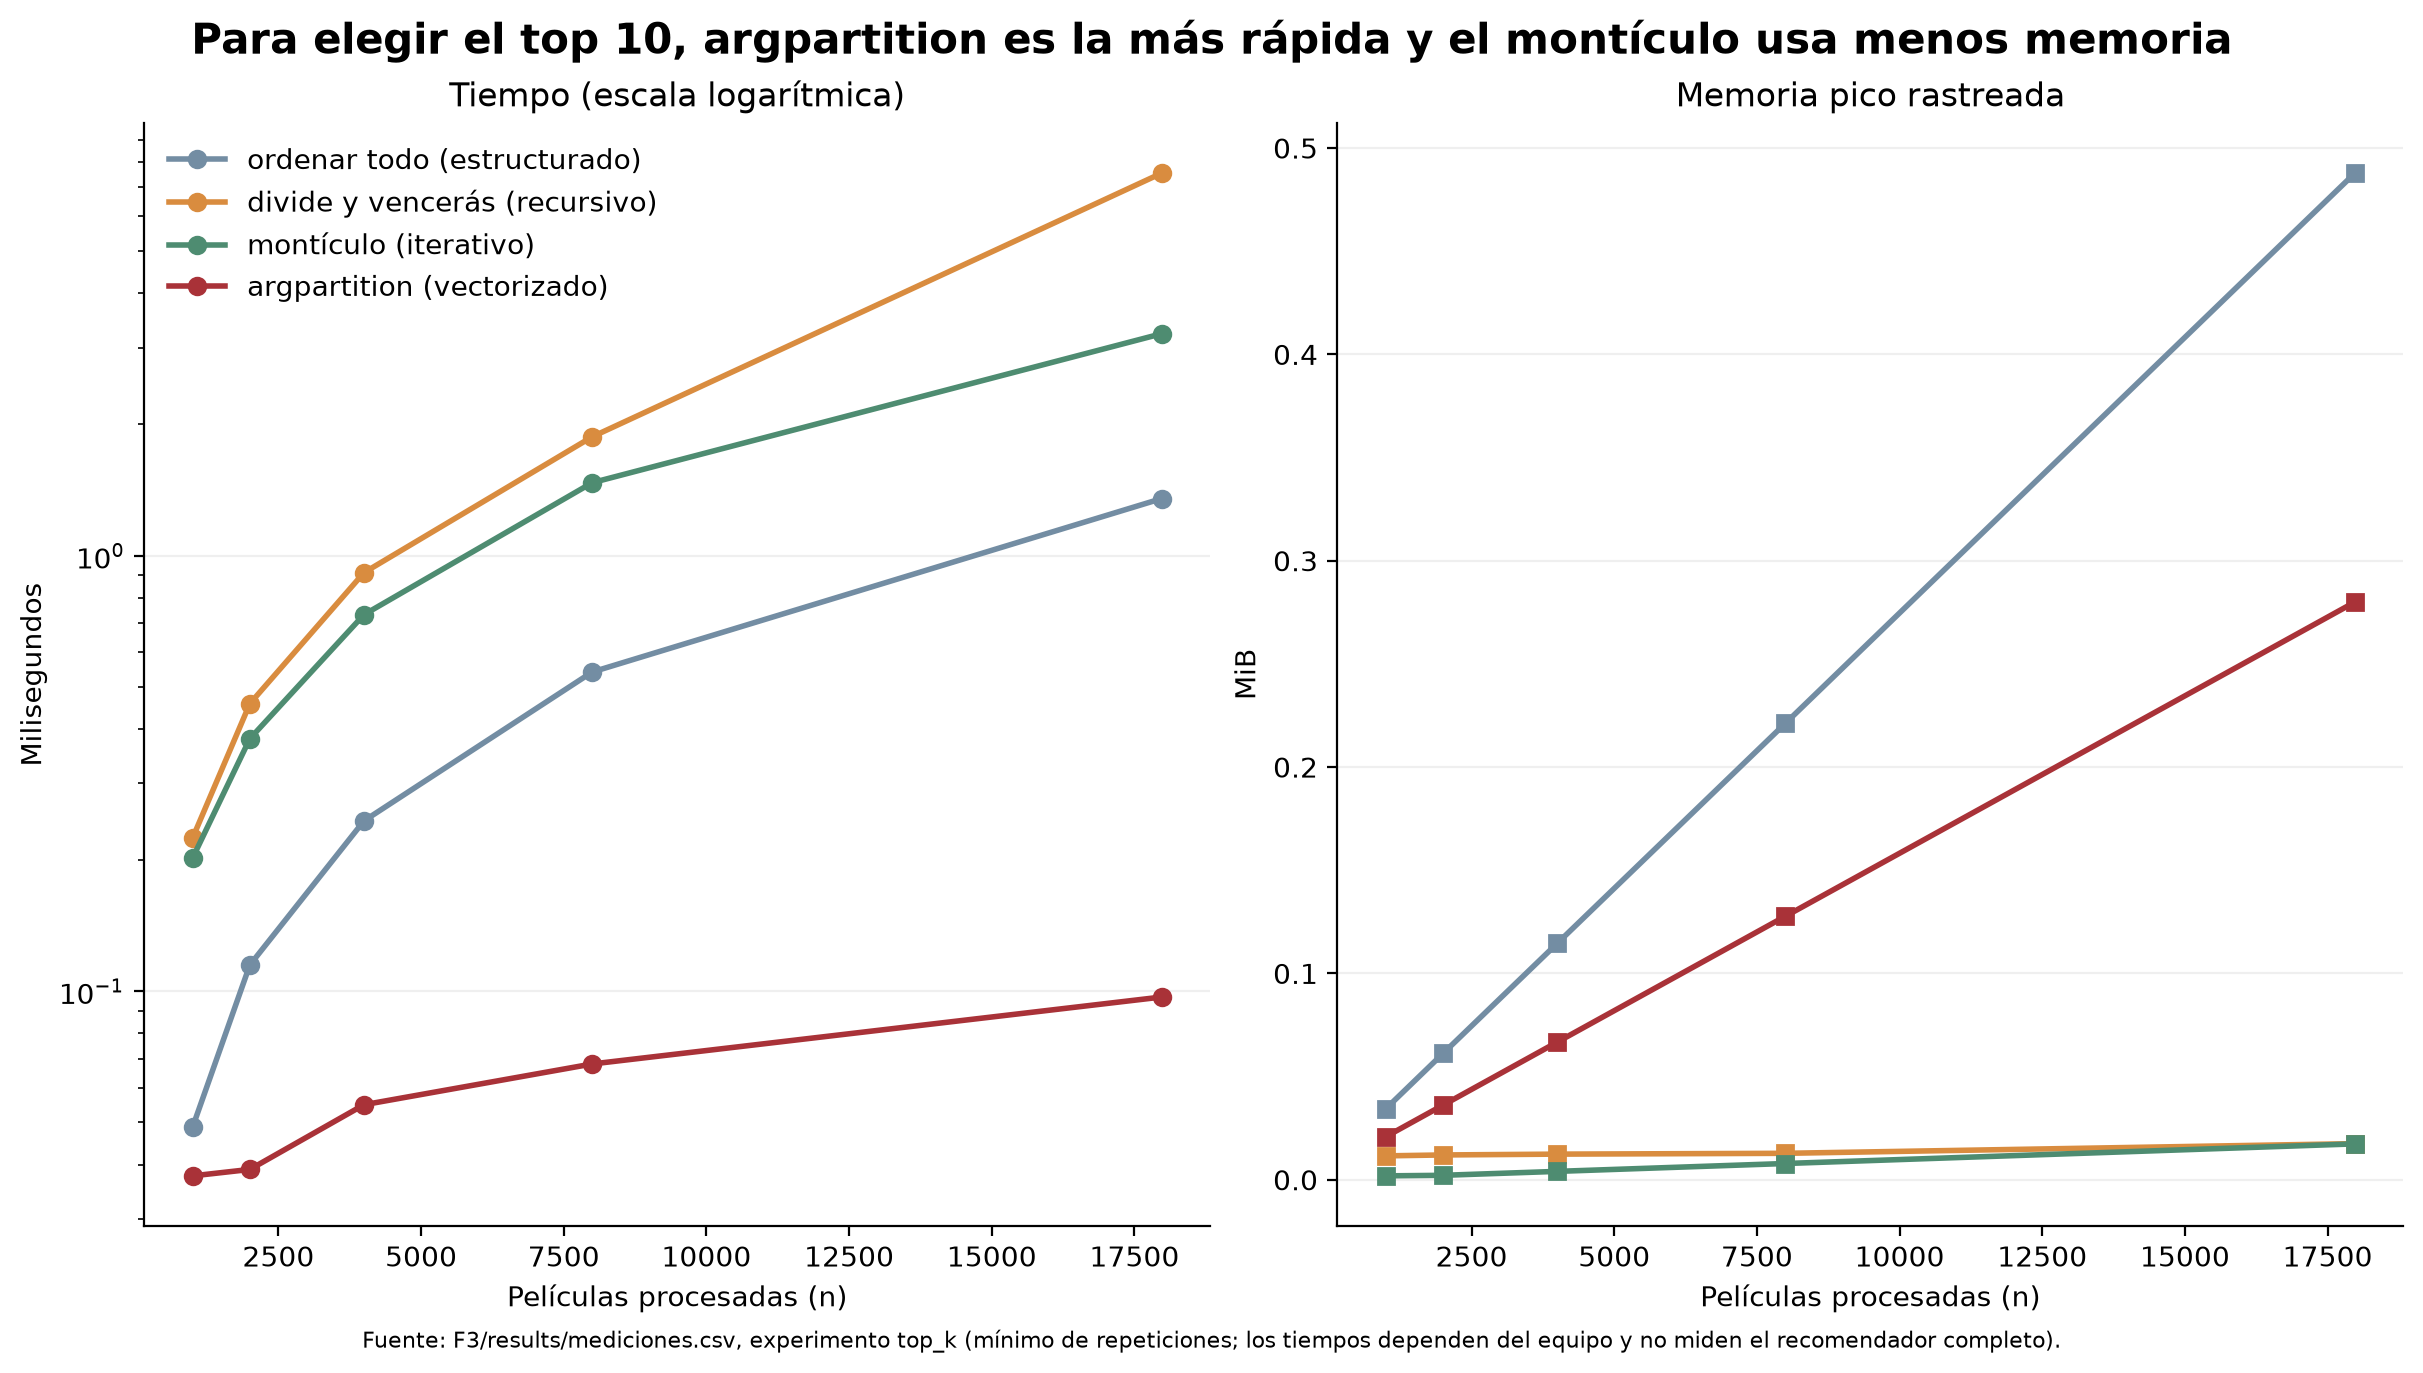 Para elegir el top 10, argpartition es la más rápida y el montículo usa menos memoria
Tiempo (escala logarítmica)
ordenar todo (estructurado)
divide y vencerás (recursivo)
montículo (iterativo)
argpartition (vectorizado)
Milisegundos
10⁰
10⁻¹
2500 5000 7500 10000 12500 15000 17500
Películas procesadas (n)
Memoria pico rastreada
MiB
0.5
0.4
0.3
0.2
0.1
0.0
2500 5000 7500 10000 12500 15000 17500
Películas procesadas (n)
Fuente: F3/results/mediciones.csv, experimento top_k (mínimo de repeticiones; los tiempos dependen del equipo y no miden el recomendador completo).